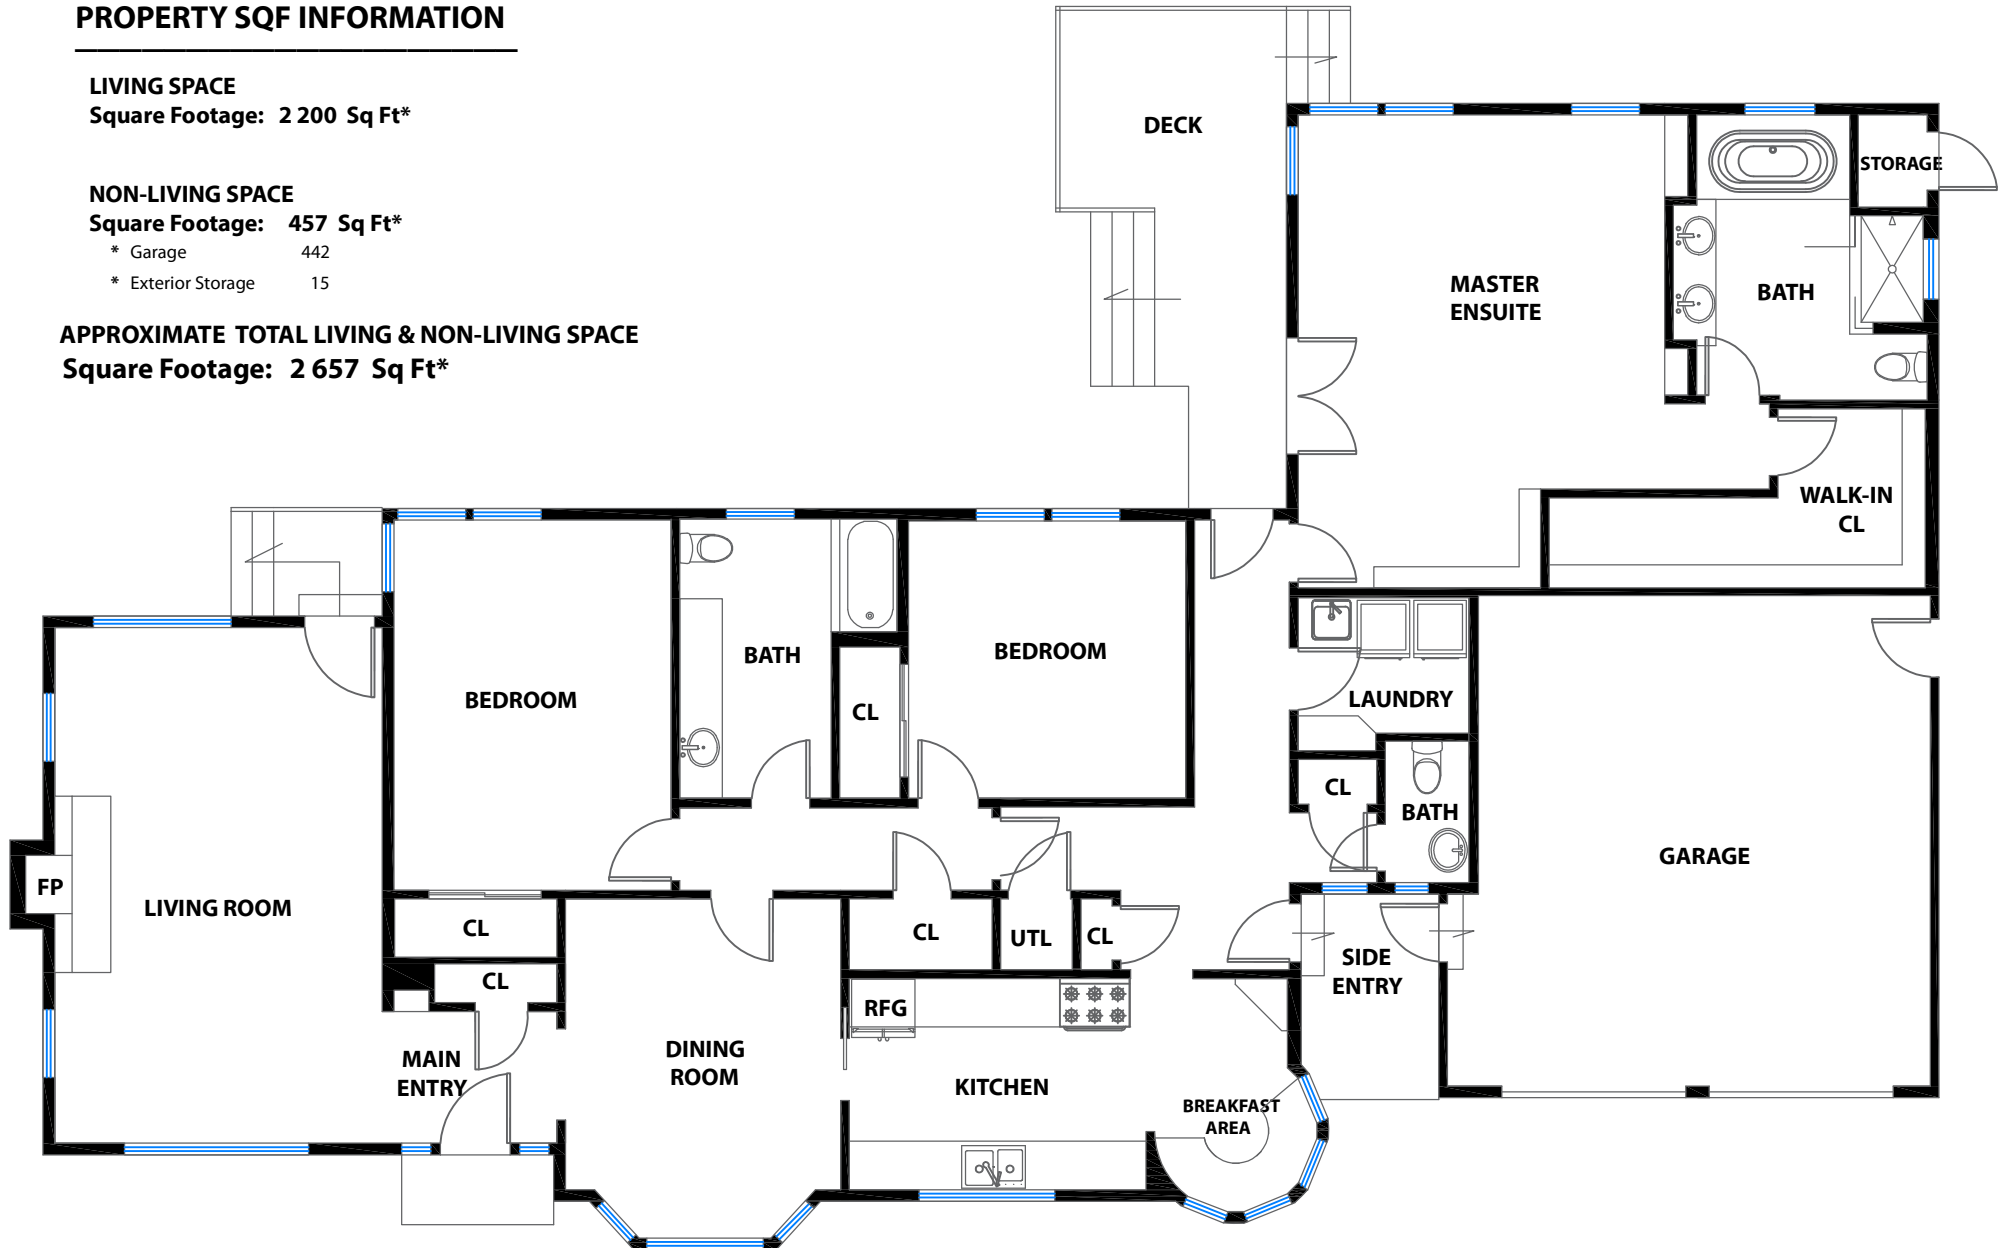 PROPERTY SQF INFORMATION
LIVING SPACE
Square Footage: 2 200 Sq Ft*
NON-LIVING SPACE
Square Footage: 457 Sq Ft*
* Garage 442
* Exterior Storage 15
APPROXIMATE TOTAL LIVING & NON-LIVING SPACE
Square Footage: 2 657 Sq Ft*
DECK
STORAGE
MASTER
ENSUITE
BATH
WALK-IN
CL
BEDROOM
BATH
CL
BEDROOM
LAUNDRY
CL
BATH
GARAGE
FP
LIVING ROOM
CL
CL
CL
UTL
CL
SIDE
ENTRY
RFG
MAIN
ENTRY
DINING
ROOM
KITCHEN
BREAKFAST
AREA